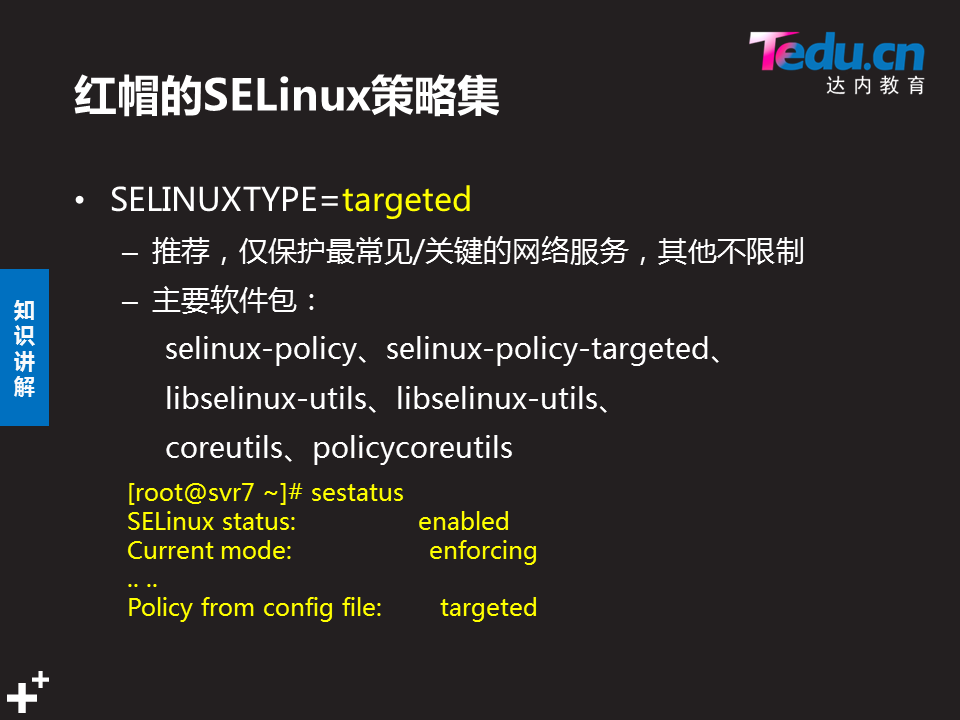 Tedu.cn
达内教育
红帽的SELinux策略集
• SELINUXTYPE=targeted
– 推荐，仅保护最常见/关键的网络服务，其他不限制
– 主要软件包：
selinux-policy、selinux-policy-targeted、
libselinux-utils、libselinux-utils、
coreutils、policycoreutils
[root@svr7 ~]# sestatus
SELinux status: enabled
Current mode: enforcing
.. ..
Policy from config file: targeted
知识讲解